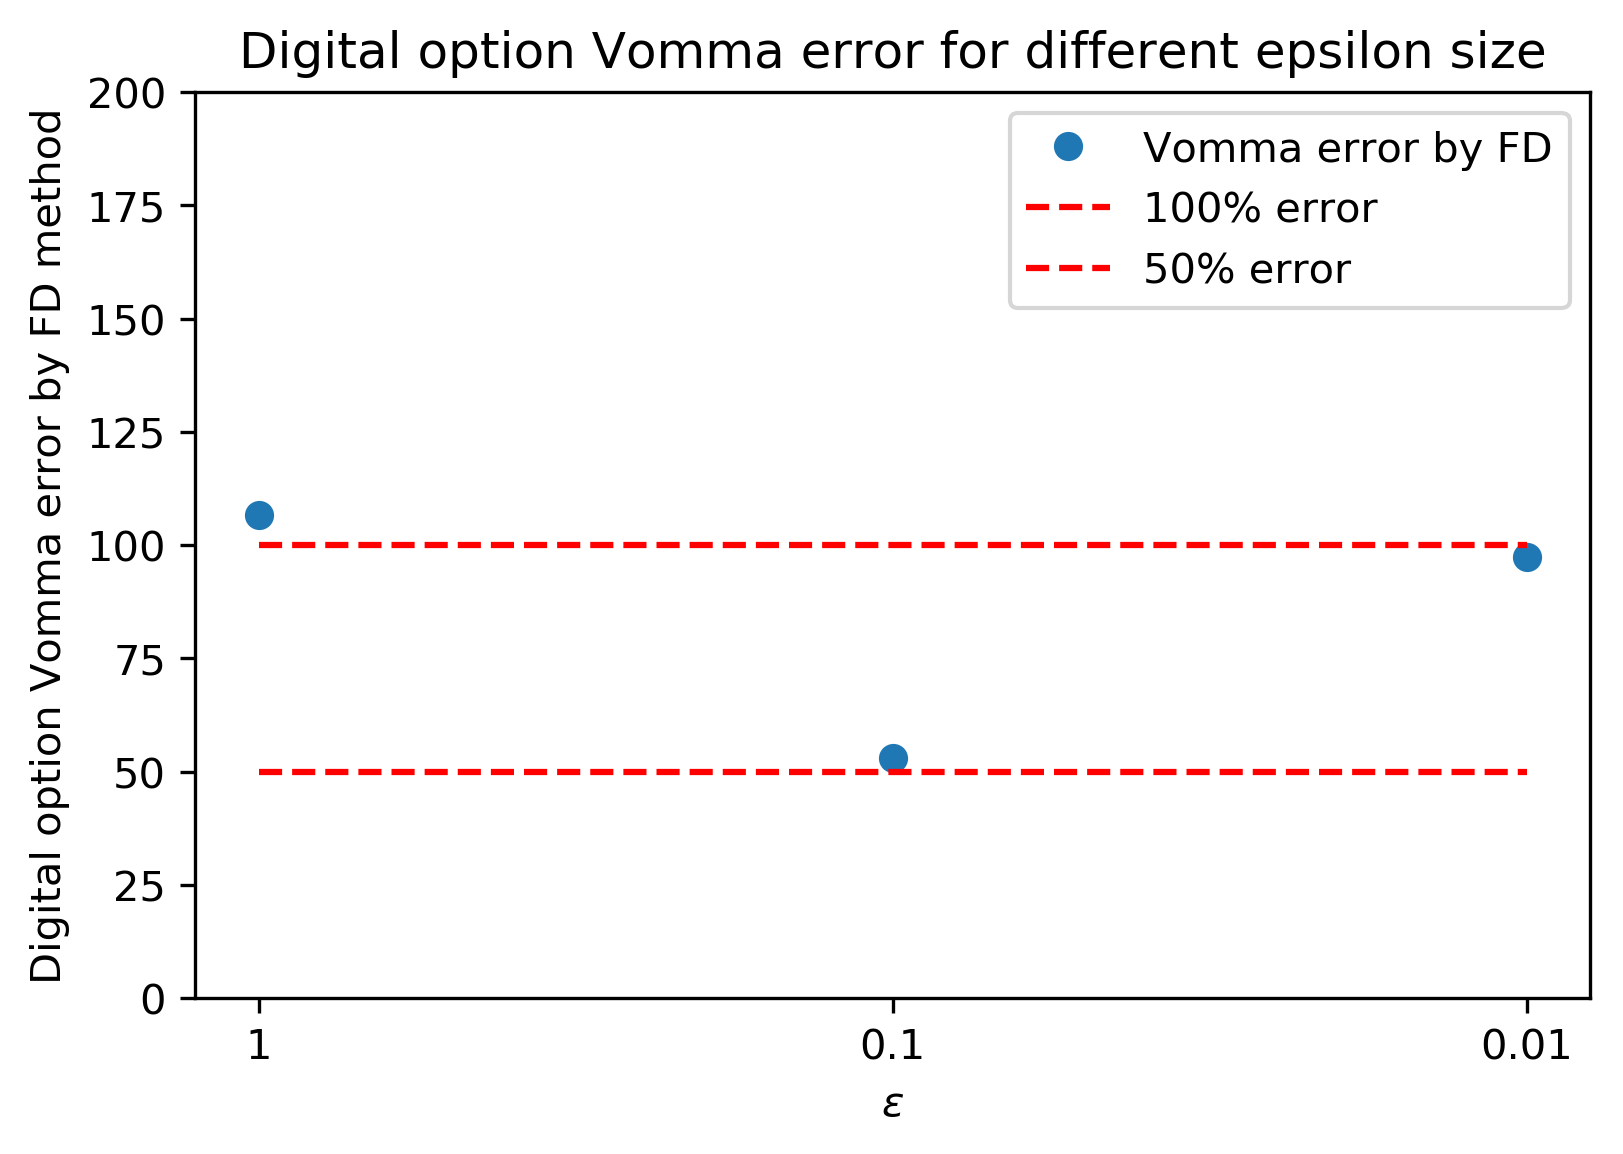 Digital option Vomma error for different epsilon size
Digital option Vomma error by FD method
200
175
150
125
100
75
50
25
0
Vomma error by FD
100% error
50% error
1
0.1
0.01
ε